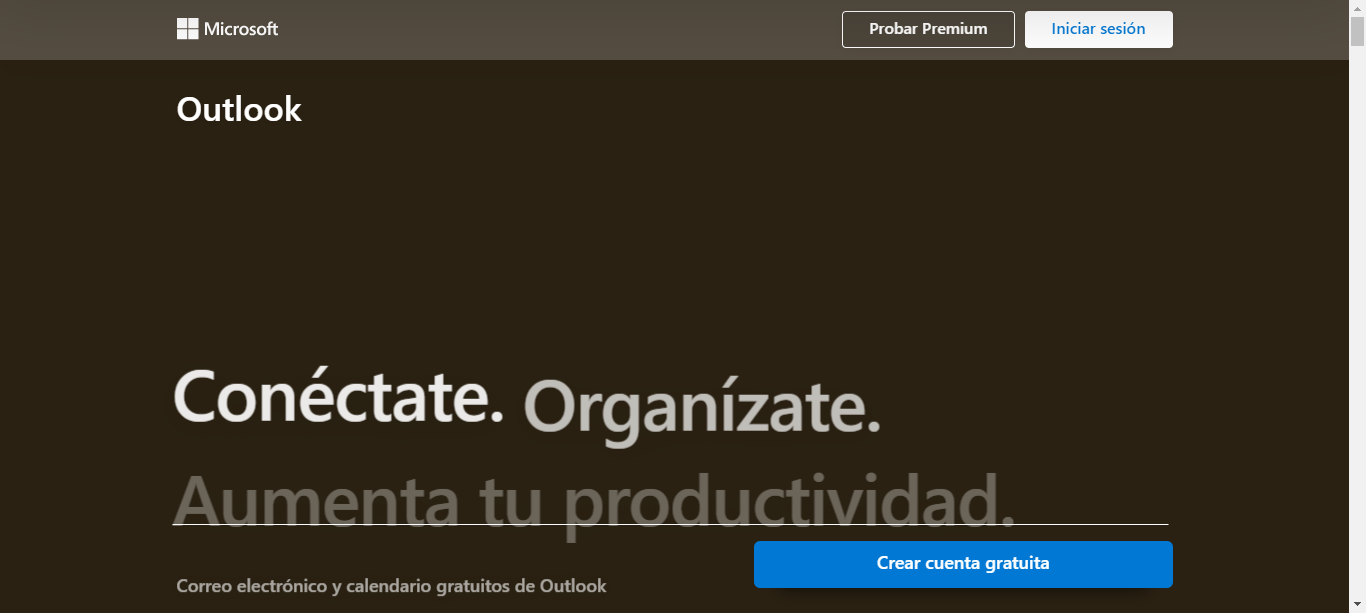 Microsoft
Probar Premium
Iniciar sesión
Outlook
Conéctate. Organízate.
Aumenta tu productividad.
Crear cuenta gratuita
Correo electrónico y calendario gratuitos de Outlook